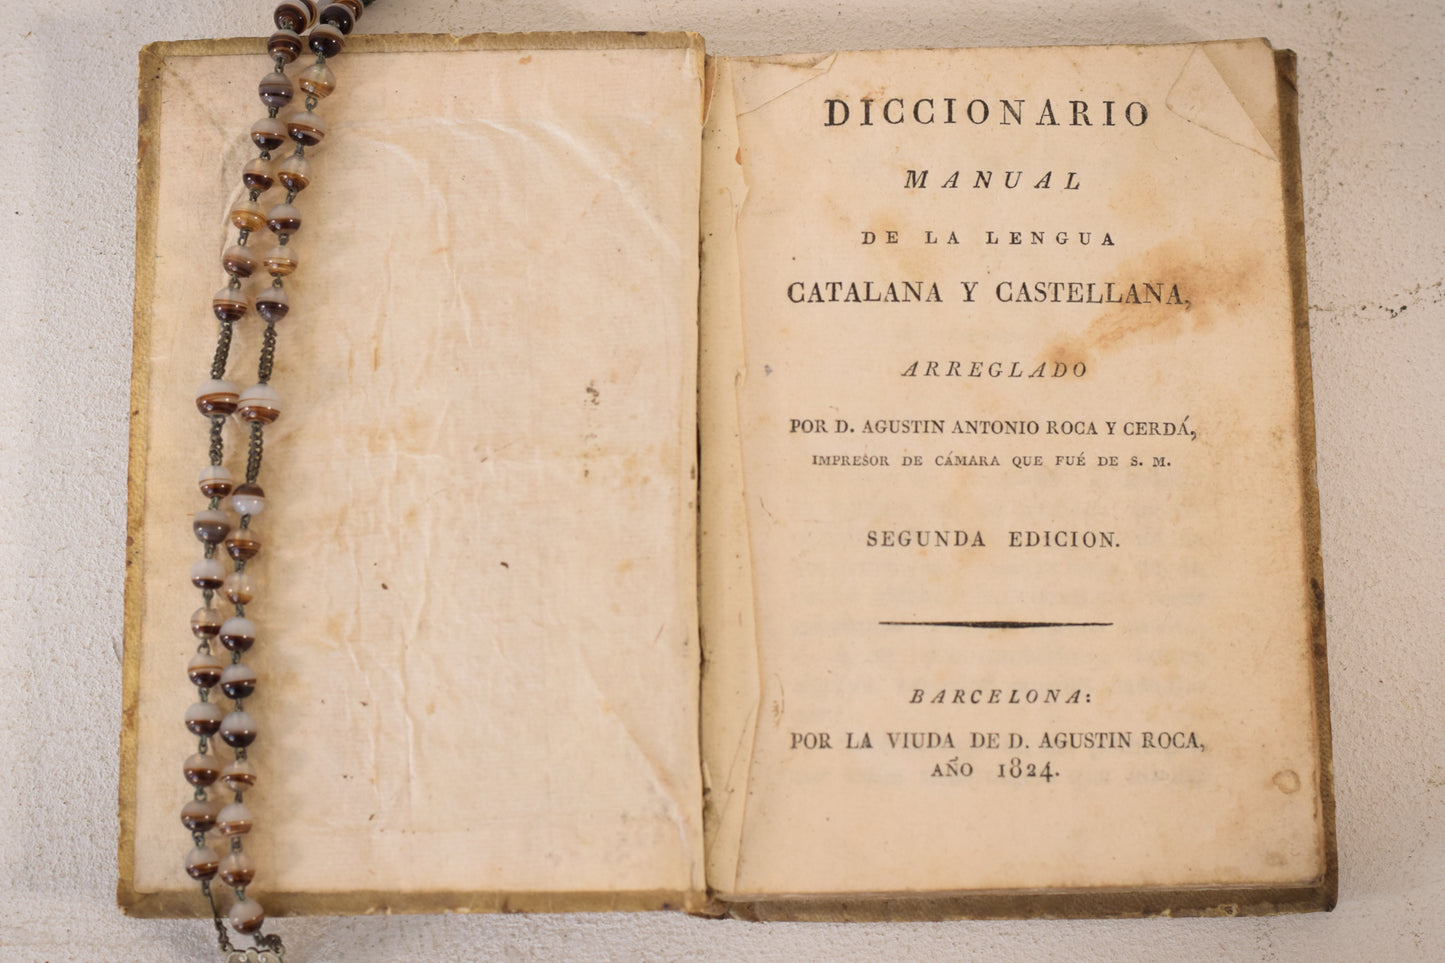 DICCIONARIO
MANUAL
DE LA LENGUA
CATALANA Y CASTELLANA,
ARREGLADO
POR D. AGUSTIN ANTONIO ROCA Y CERDÁ,
IMPRESOR DE CÁMARA QUE FUÉ DE S. M.
SEGUNDA EDICION.
BARCELONA:
POR LA VIUDA DE D. AGUSTIN ROCA,
AÑO 1824.